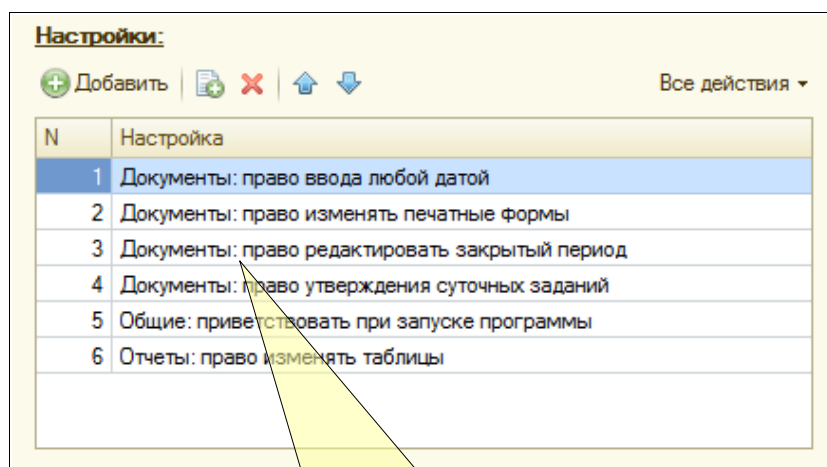 Настройки:
Добавить
Все действия
N Настройка
1 Документы: право ввода любой датой
2 Документы: право изменять печатные формы
3 Документы: право редактировать закрытый период
4 Документы: право утверждения суточных заданий
5 Общие: приветствовать при запуске программы
6 Отчеты: право изменять таблицы